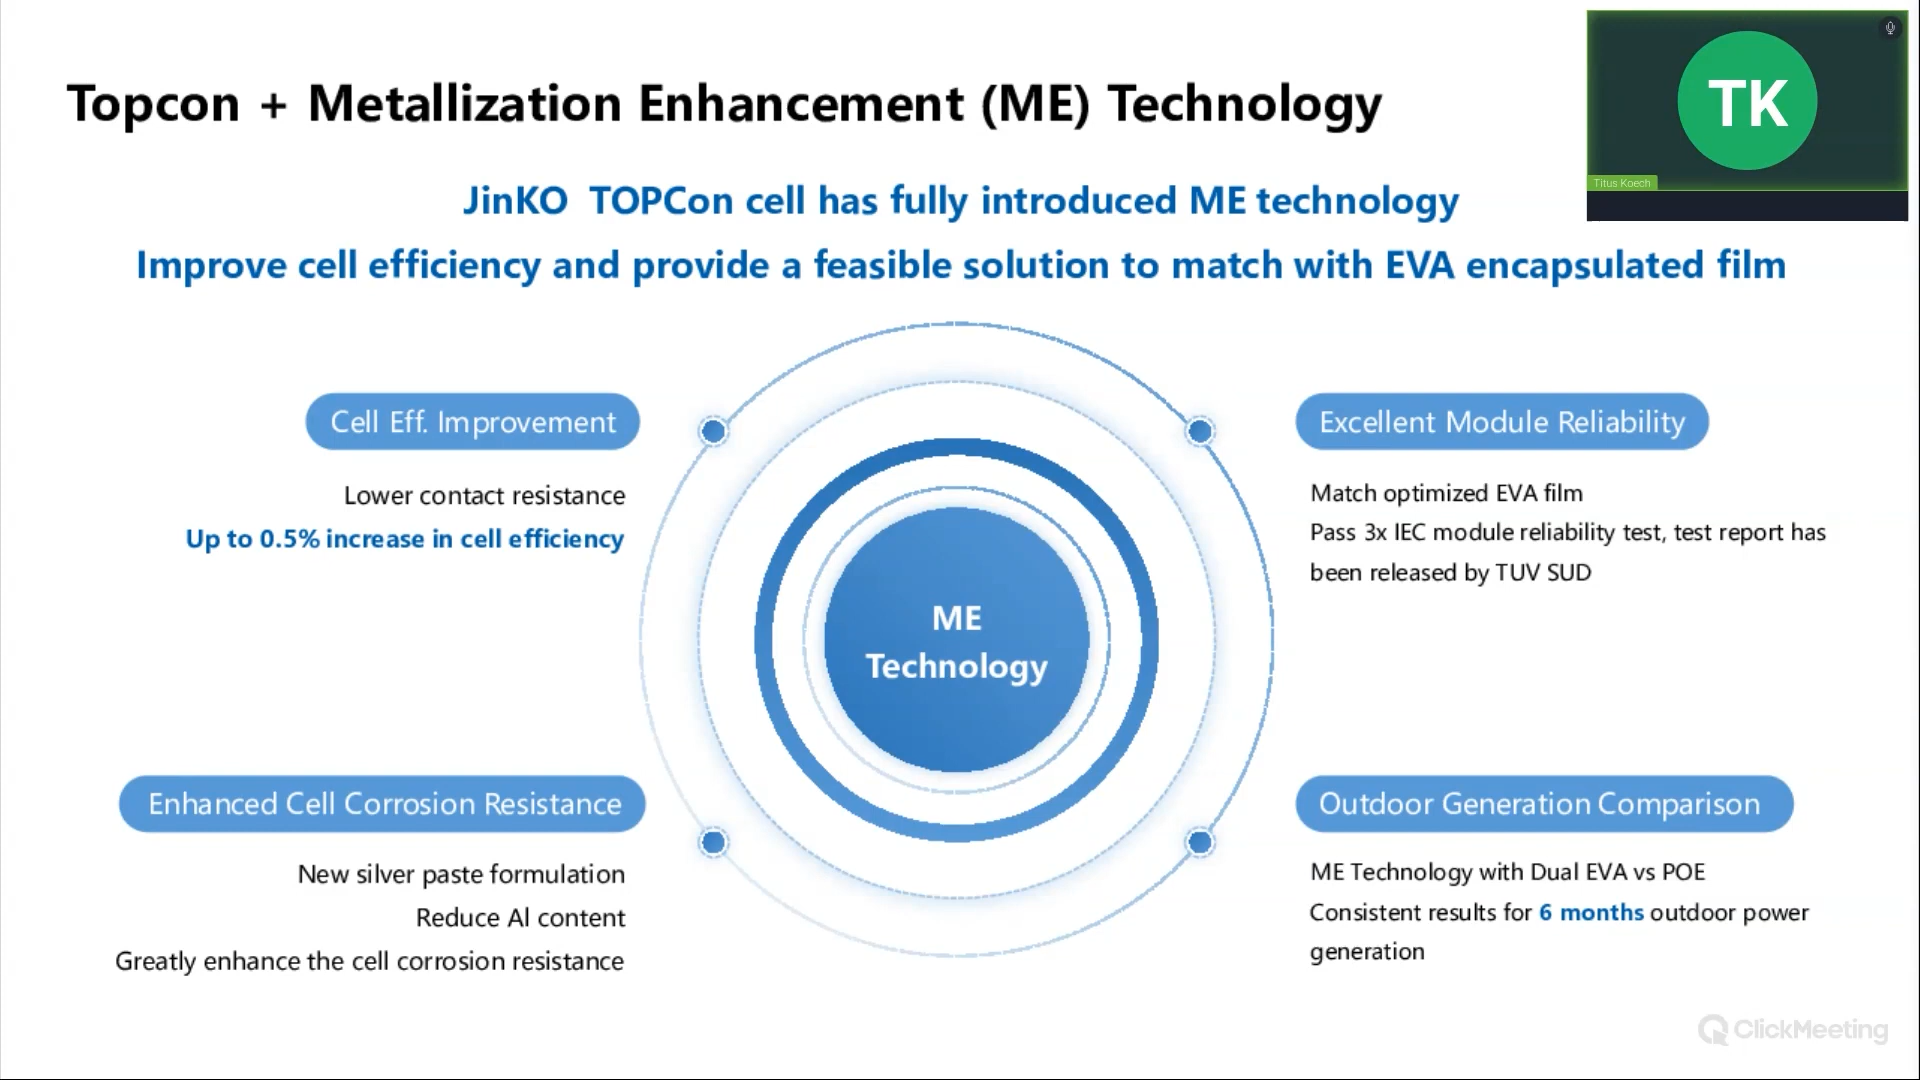 Topcon + Metallization Enhancement (ME) Technology
TK
Titus Koech
JinKO TOPCon cell has fully introduced ME technology
Improve cell efficiency and provide a feasible solution to match with EVA encapsulated film
Cell Eff. Improvement
Lower contact resistance
Up to 0.5% increase in cell efficiency
Excellent Module Reliability
Match optimized EVA film
Pass 3x IEC module reliability test, test report has
been released by TUV SUD
ME
Technology
Enhanced Cell Corrosion Resistance
New silver paste formulation
Reduce Al content
Greatly enhance the cell corrosion resistance
Outdoor Generation Comparison
ME Technology with Dual EVA vs POE
Consistent results for 6 months outdoor power
generation
ClickMeeting